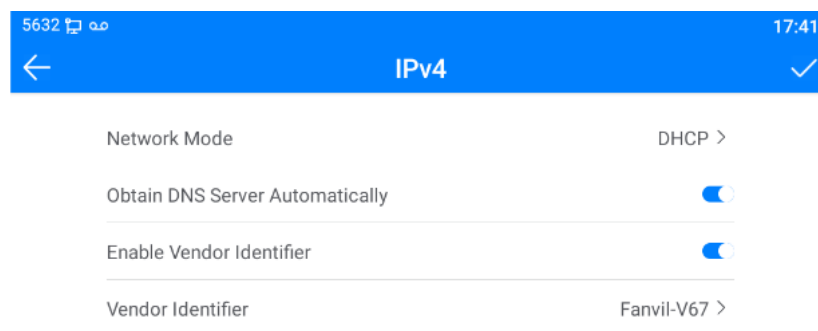 5632 17:41
IPv4
Network Mode DHCP >
Obtain DNS Server Automatically
Enable Vendor Identifier
Vendor Identifier Fanvil-V67 >